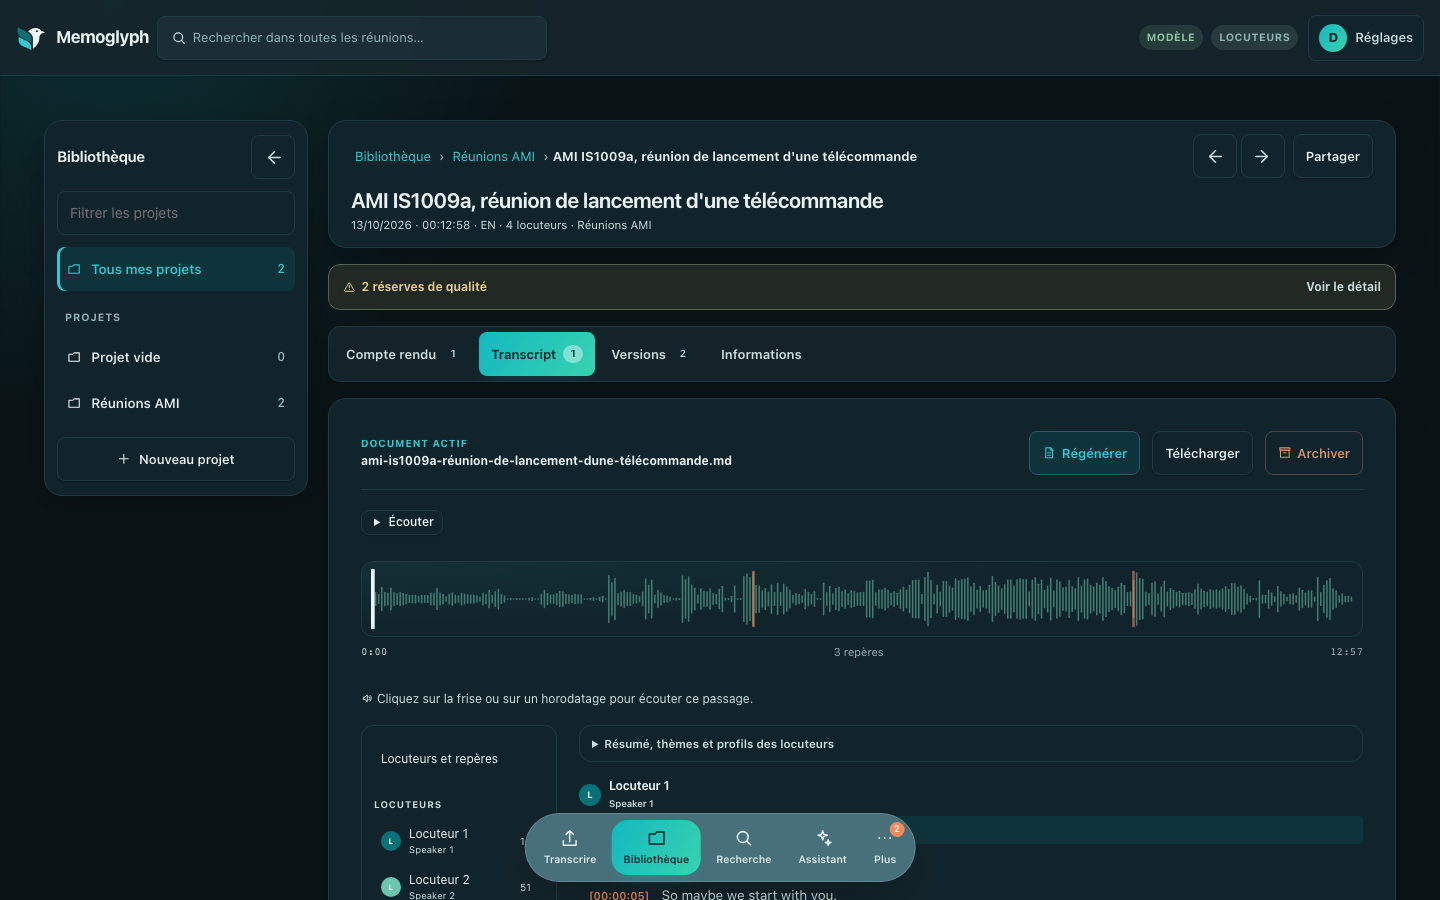 Memoglyph
Rechercher dans toutes les réunions…
MODÈLE
LOCUTEURS
D
Réglages
Bibliothèque
Filtrer les projets
Tous mes projets 2
PROJETS
Projet vide 0
Réunions AMI 2
+ Nouveau projet
Bibliothèque › Réunions AMI › AMI IS1009a, réunion de lancement d'une télécommande
Partager
AMI IS1009a, réunion de lancement d'une télécommande
13/10/2026 · 00:12:58 · EN · 4 locuteurs · Réunions AMI
2 réserves de qualité
Voir le détail
Compte rendu 1
Transcript 1
Versions 2
Informations
DOCUMENT ACTIF
ami-is1009a-réunion-de-lancement-dune-télécommande.md
Régénérer
Télécharger
Archiver
Écouter
0:00
3 repères
12:57
Cliquez sur la frise ou sur un horodatage pour écouter ce passage.
Locuteurs et repères
LOCUTEURS
L
Locuteur 1
Speaker 1
L
Locuteur 2
51
Speaker 2
Résumé, thèmes et profils des locuteurs
L
Locuteur 1
Speaker 1
[00:00:05] So maybe we start with you.
Transcrire
Bibliothèque
Recherche
Assistant
Plus
2